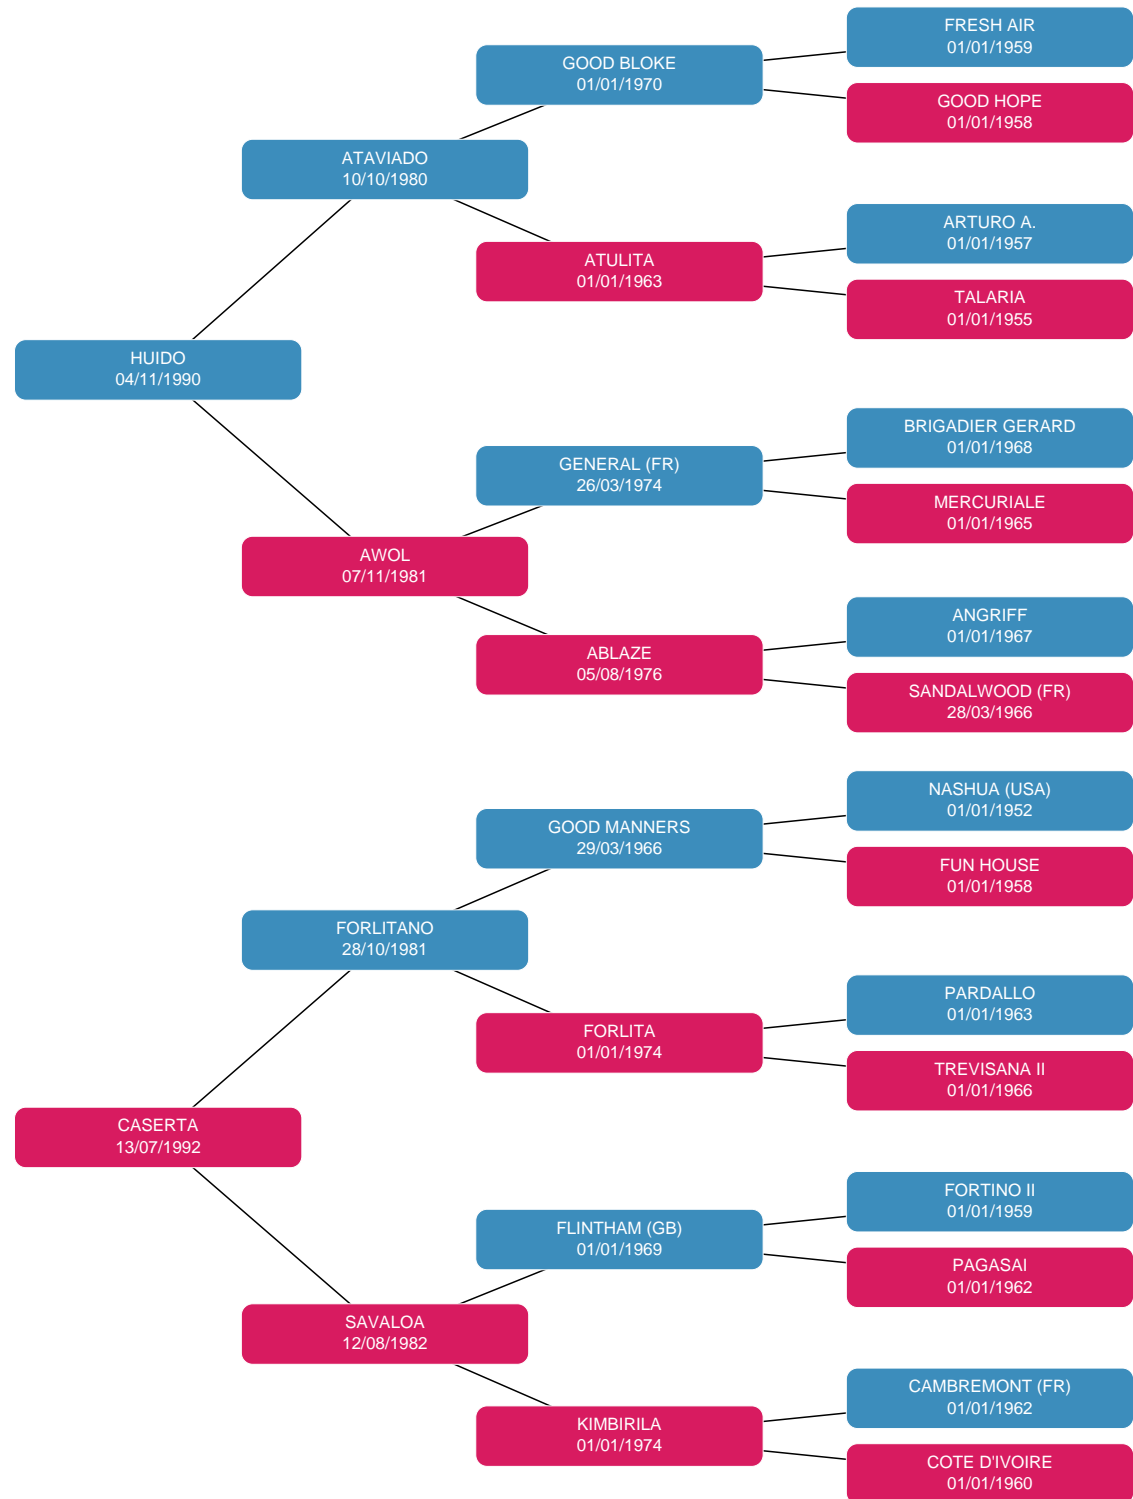 FRESH AIR
01/01/1959
GOOD BLOKE
01/01/1970
GOOD HOPE
01/01/1958
ATAVIADO
10/10/1980
ARTURO A.
01/01/1957
ATULITA
01/01/1963
TALARIA
01/01/1955
HUIDO
04/11/1990
BRIGADIER GERARD
01/01/1968
GENERAL (FR)
26/03/1974
MERCURIALE
01/01/1965
AWOL
07/11/1981
ANGRIFF
01/01/1967
ABLAZE
05/08/1976
SANDALWOOD (FR)
28/03/1966
NASHUA (USA)
01/01/1952
GOOD MANNERS
29/03/1966
FUN HOUSE
01/01/1958
FORLITANO
28/10/1981
PARDALLO
01/01/1963
FORLITA
01/01/1974
TREVISANA II
01/01/1966
CASERTA
13/07/1992
FORTINO II
01/01/1959
FLINTHAM (GB)
01/01/1969
PAGASAI
01/01/1962
SAVALOA
12/08/1982
CAMBREMONT (FR)
01/01/1962
KIMBIRILA
01/01/1974
COTE D'IVOIRE
01/01/1960